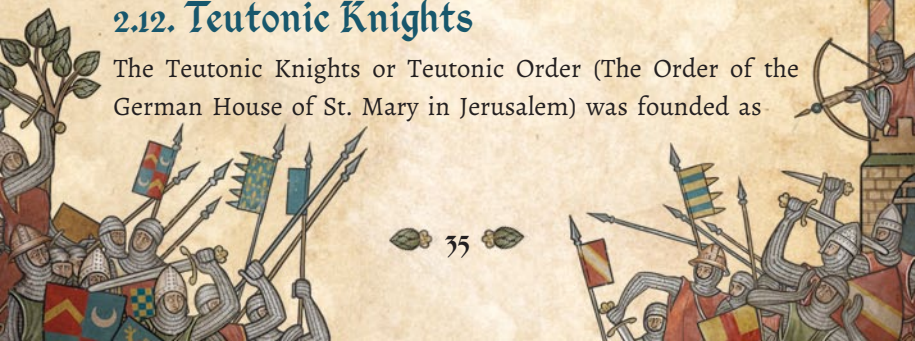 2.12. Teutonic Knights
The Teutonic Knights or Teutonic Order (The Order of the
German House of St. Mary in Jerusalem) was founded as
35